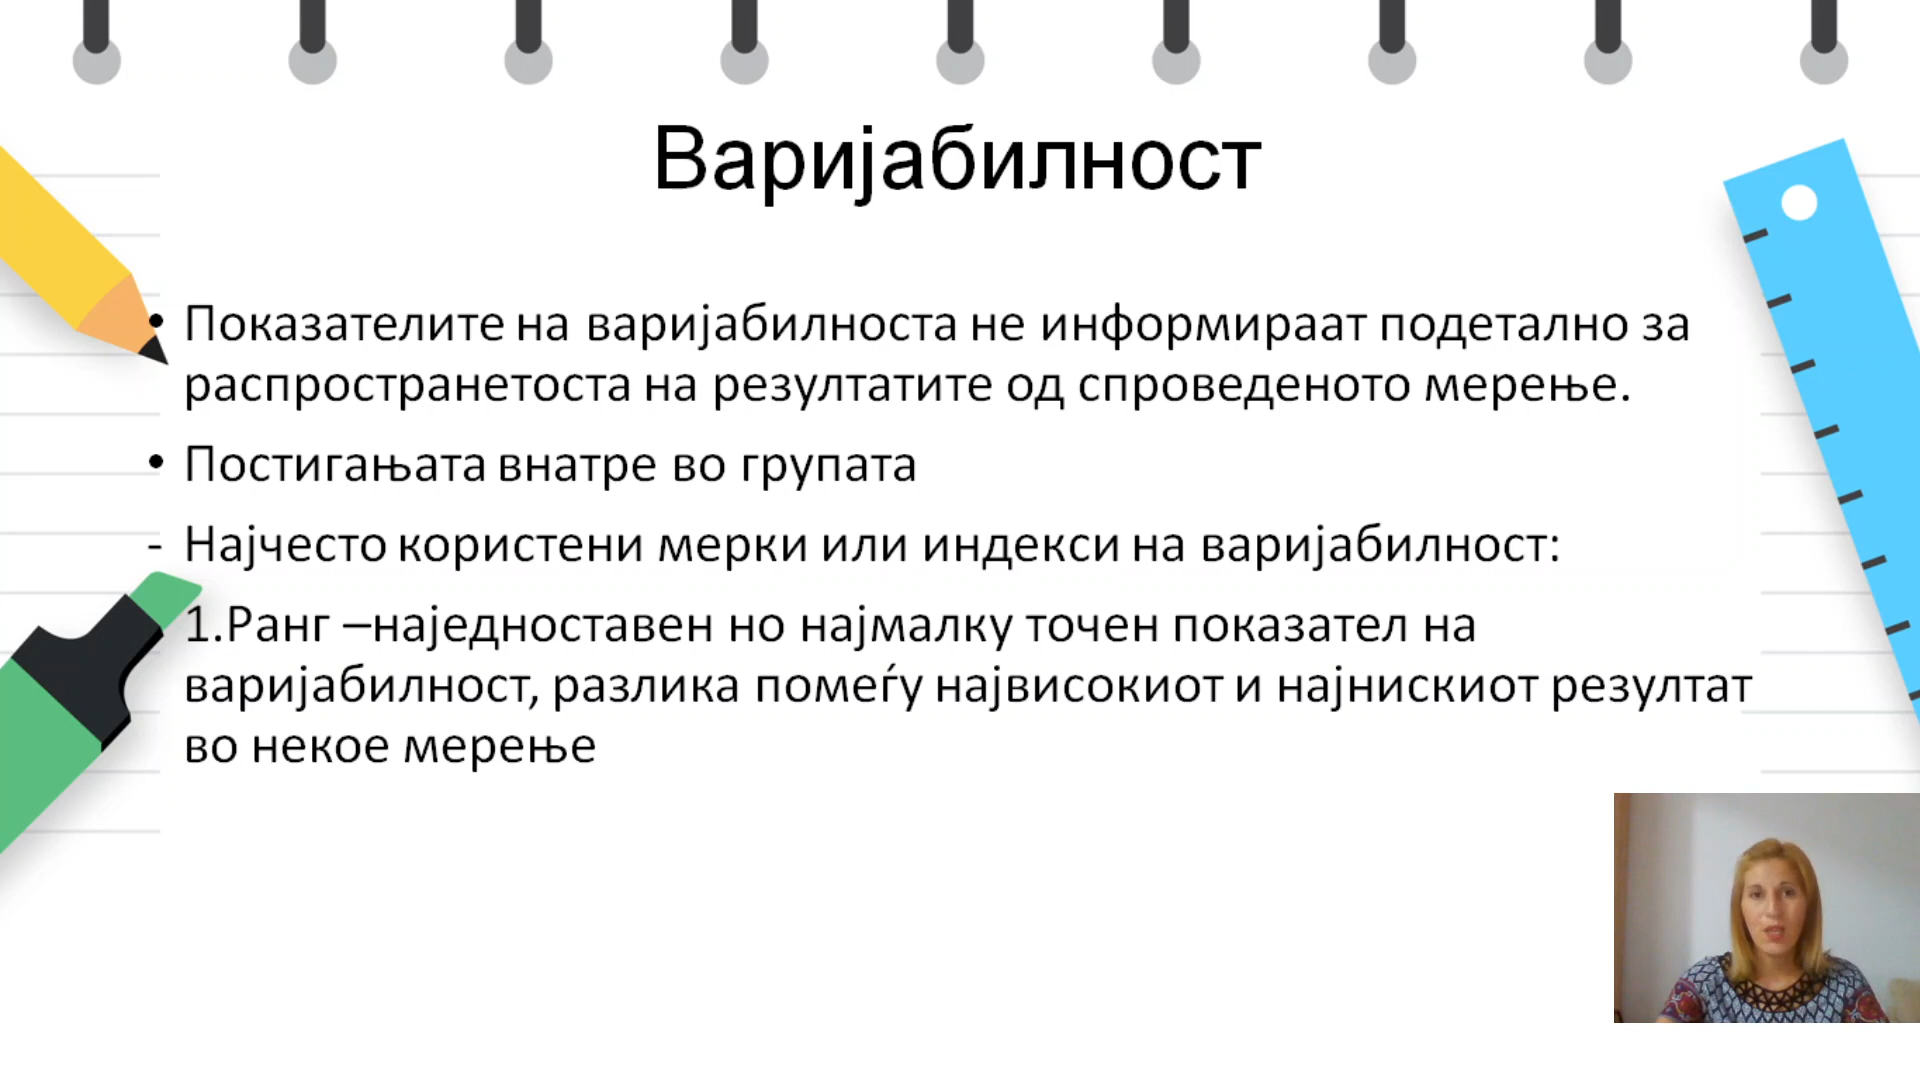 Варијабилност
• Показателите на варијабилноста не информираат подетално за
распространетоста на резултатите од спроведеното мерење.
• Постигањата внатре во групата
- Најчесто користени мерки или индекси на варијабилност:
1.Ранг –наједноставен но најмалку точен показател на
варијабилност, разлика помеѓу највисокиот и најнискиот резултат
во некое мерење